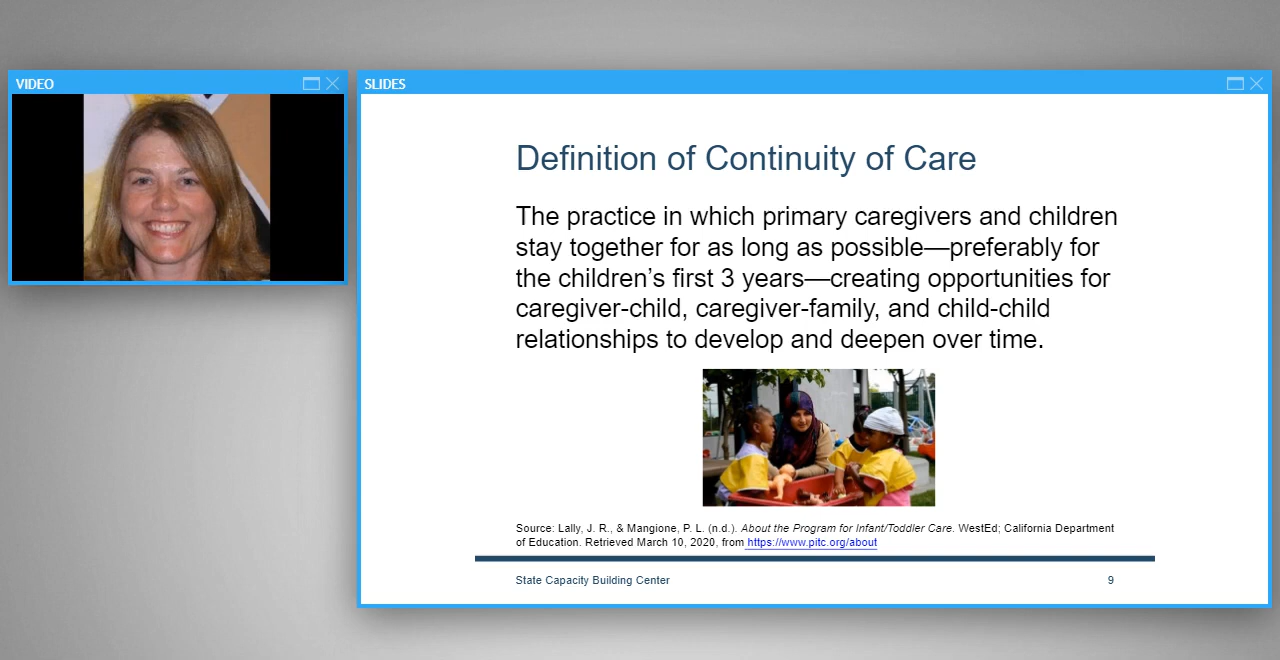 VIDEO
SLIDES
Definition of Continuity of Care
The practice in which primary caregivers and children
stay together for as long as possible—preferably for
the children’s first 3 years—creating opportunities for
caregiver-child, caregiver-family, and child-child
relationships to develop and deepen over time.
Source: Lally, J. R., & Mangione, P. L. (n.d.). About the Program for Infant/Toddler Care. WestEd; California Department
of Education. Retrieved March 10, 2020, from https://www.pitc.org/about
State Capacity Building Center
9